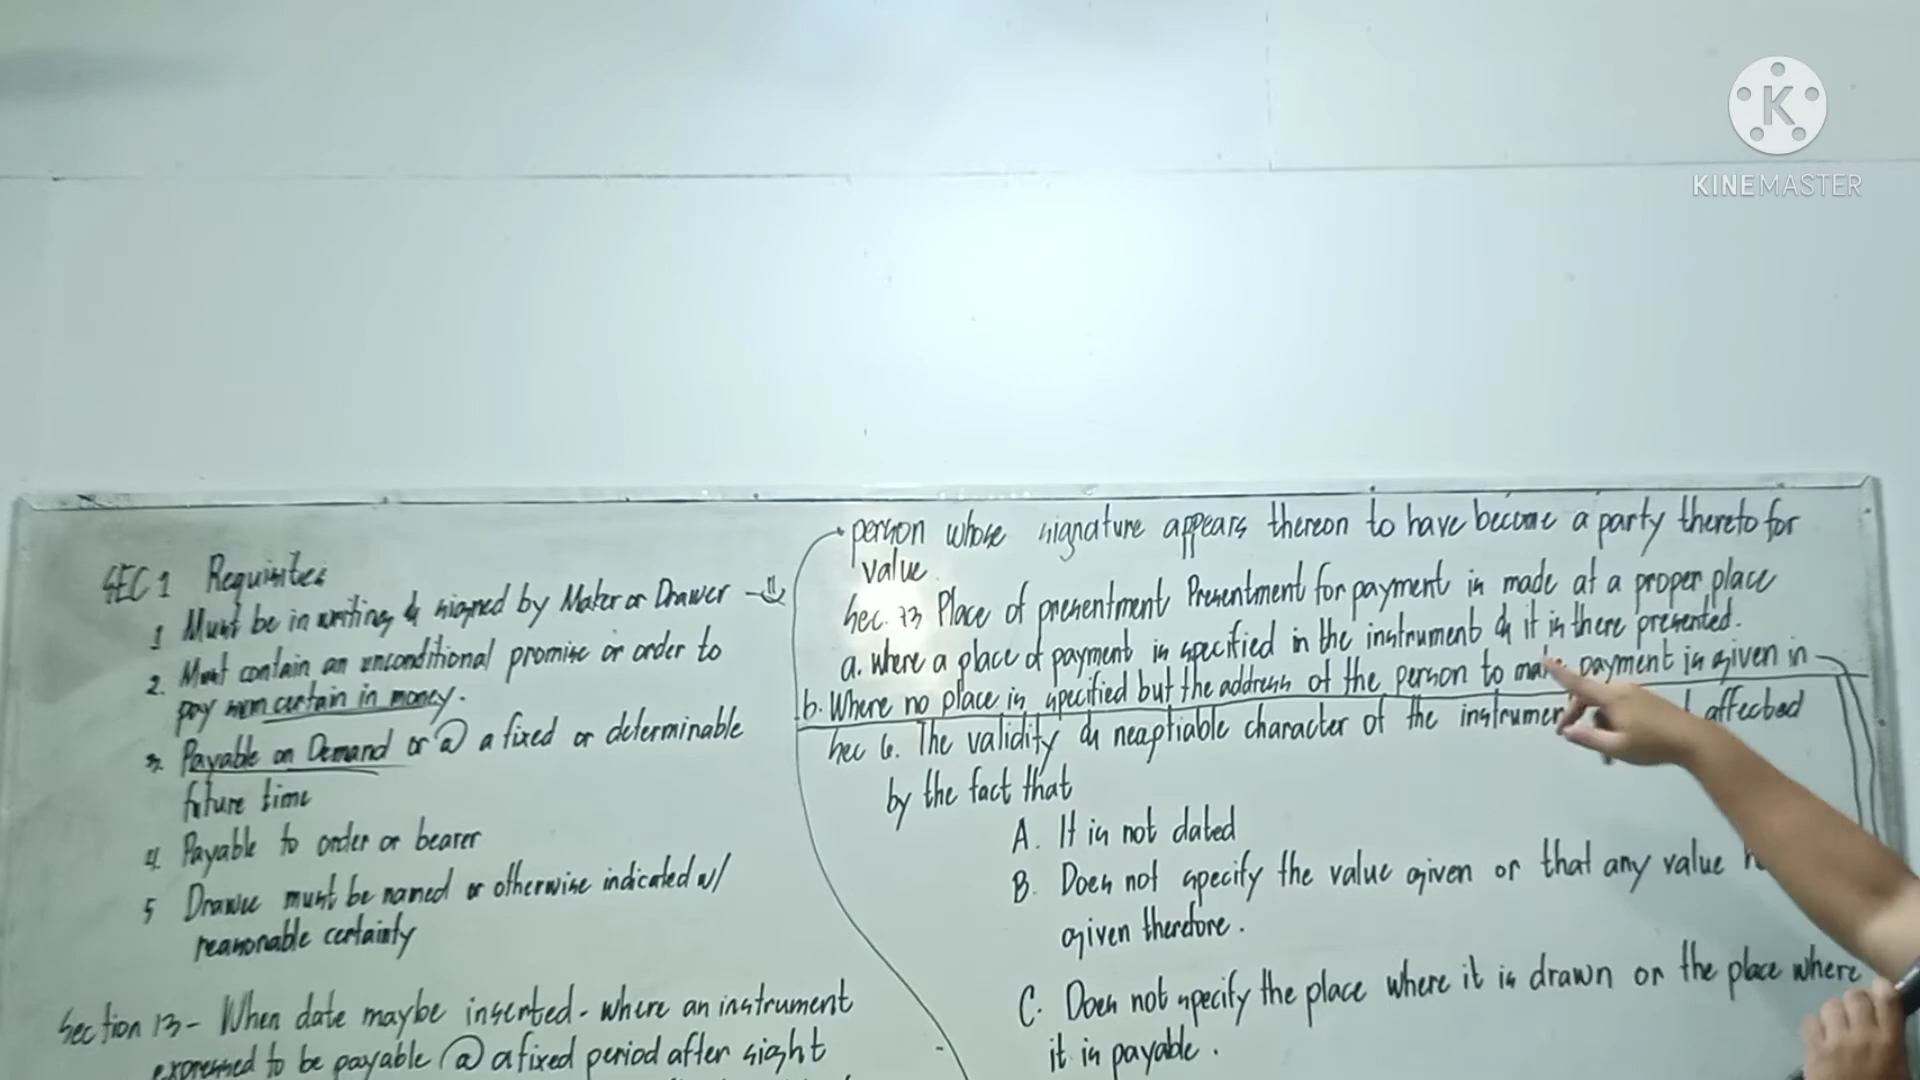 KINEMASTER
SEC 1 Requisites
1 Must be in writing & signed by Maker or Drawer
2. Must contain an unconditional promise or order to
pay sum certain in money.
3. Payable on Demand or @ a fixed or determinable
future time
4. Payable to order or bearer
5 Drawee must be named or otherwise indicated w/
reasonable certainty
Section 13- When date maybe inserted- where an instrument
expressed to be payable @ a fixed period after sight
person whose signature appears thereon to have become a party thereto for
value
Sec. 73 Place of presentment Presentment for payment is made at a proper place
a. where a place of payment is specified in the instrument & it is there presented.
b. Where no place is specified but the address of the person to make payment is given in
Sec 6. The validity & negotiable character of the instrument affected
by the fact that
A. It is not dated
B. Does not specify the value given or that any value
given therefore.
C. Does not specify the place where it is drawn or the place where
it is payable.